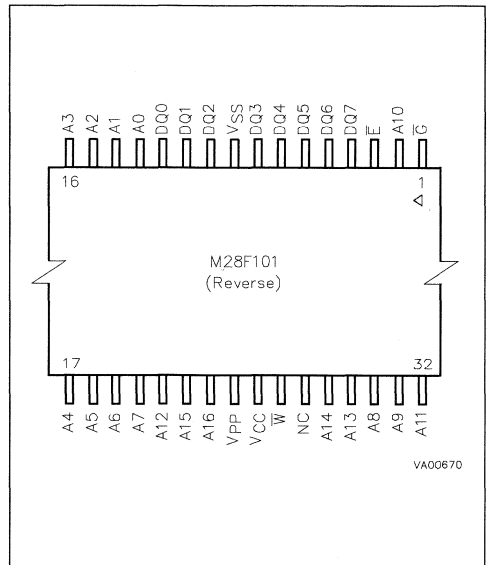 A3 A2 A1 A0 DQ0 DQ1 DQ2 VSS DQ3 DQ4 DQ5 DQ6 DQ7 E̅ A10 G̅
16 1
M28F101
(Reverse)
17 32
A4 A5 A6 A7 A12 A15 A16 VPP VCC W̅ NC A14 A13 A8 A9 A11
VA00670